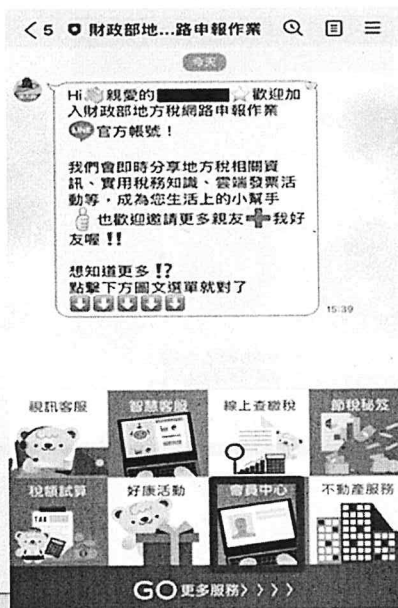 5 財政部地...路申報作業
今天
Hi 親愛的 歡迎加
入財政部地方稅網路申報作業
官方帳號！
我們會即時分享地方稅相關資
訊、實用稅務知識、雲端發票活
動等，成為您生活上的小幫手
也歡迎邀請更多親友➕我好
友喔!!
想知道更多!?
點擊下方圖文選單就對了
⬇⬇⬇⬇⬇
15:39
視訊客服 智慧客服 線上查繳稅 節稅秘笈
稅額試算 好康活動 會員中心 不動產服務
TAX
GO更多服務》》》》